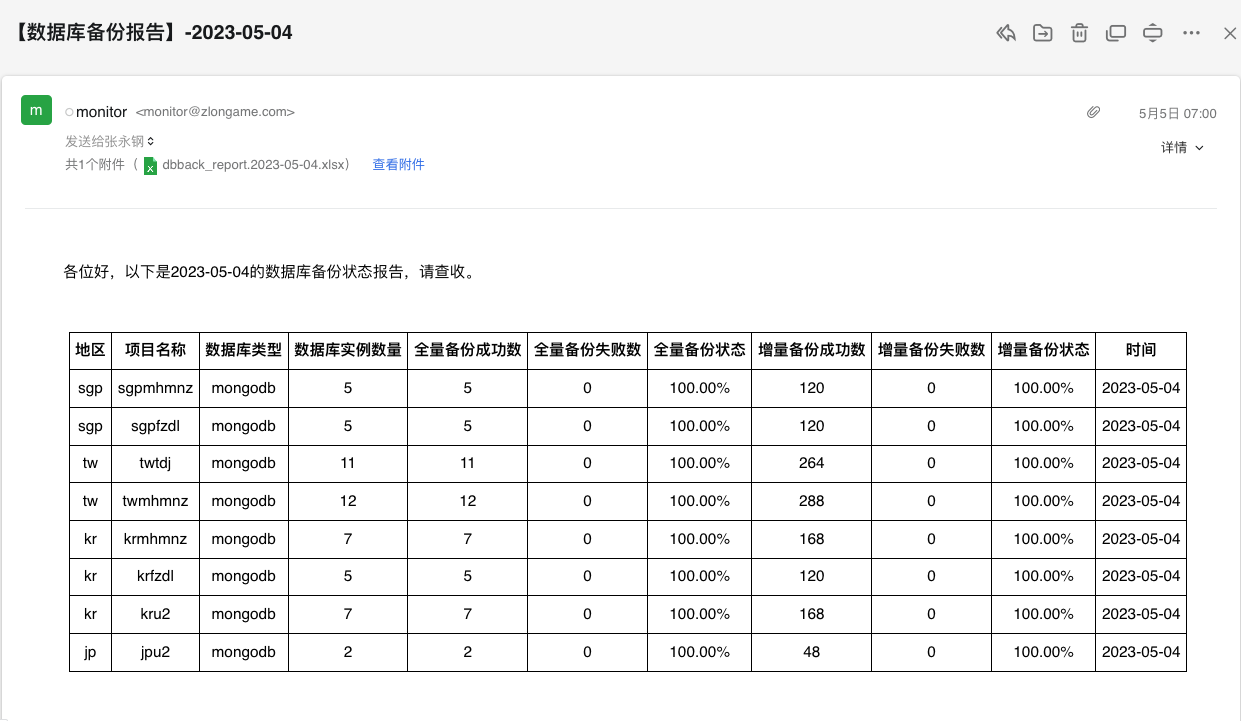 【数据库备份报告】-2023-05-04
m
monitor <monitor@zlongame.com>
5月5日 07:00
发送给张永钢
详情
共1个附件（ dbback_report.2023-05-04.xlsx） 查看附件
各位好，以下是2023-05-04的数据库备份状态报告，请查收。
地区 项目名称 数据库类型 数据库实例数量 全量备份成功数 全量备份失败数 全量备份状态 增量备份成功数 增量备份失败数 增量备份状态 时间
sgp sgpmhmnz mongodb 5 5 0 100.00% 120 0 100.00% 2023-05-04
sgp sgpfzdl mongodb 5 5 0 100.00% 120 0 100.00% 2023-05-04
tw twtdj mongodb 11 11 0 100.00% 264 0 100.00% 2023-05-04
tw twmhmnz mongodb 12 12 0 100.00% 288 0 100.00% 2023-05-04
kr krmhmnz mongodb 7 7 0 100.00% 168 0 100.00% 2023-05-04
kr krfzdl mongodb 5 5 0 100.00% 120 0 100.00% 2023-05-04
kr kru2 mongodb 7 7 0 100.00% 168 0 100.00% 2023-05-04
jp jpu2 mongodb 2 2 0 100.00% 48 0 100.00% 2023-05-04